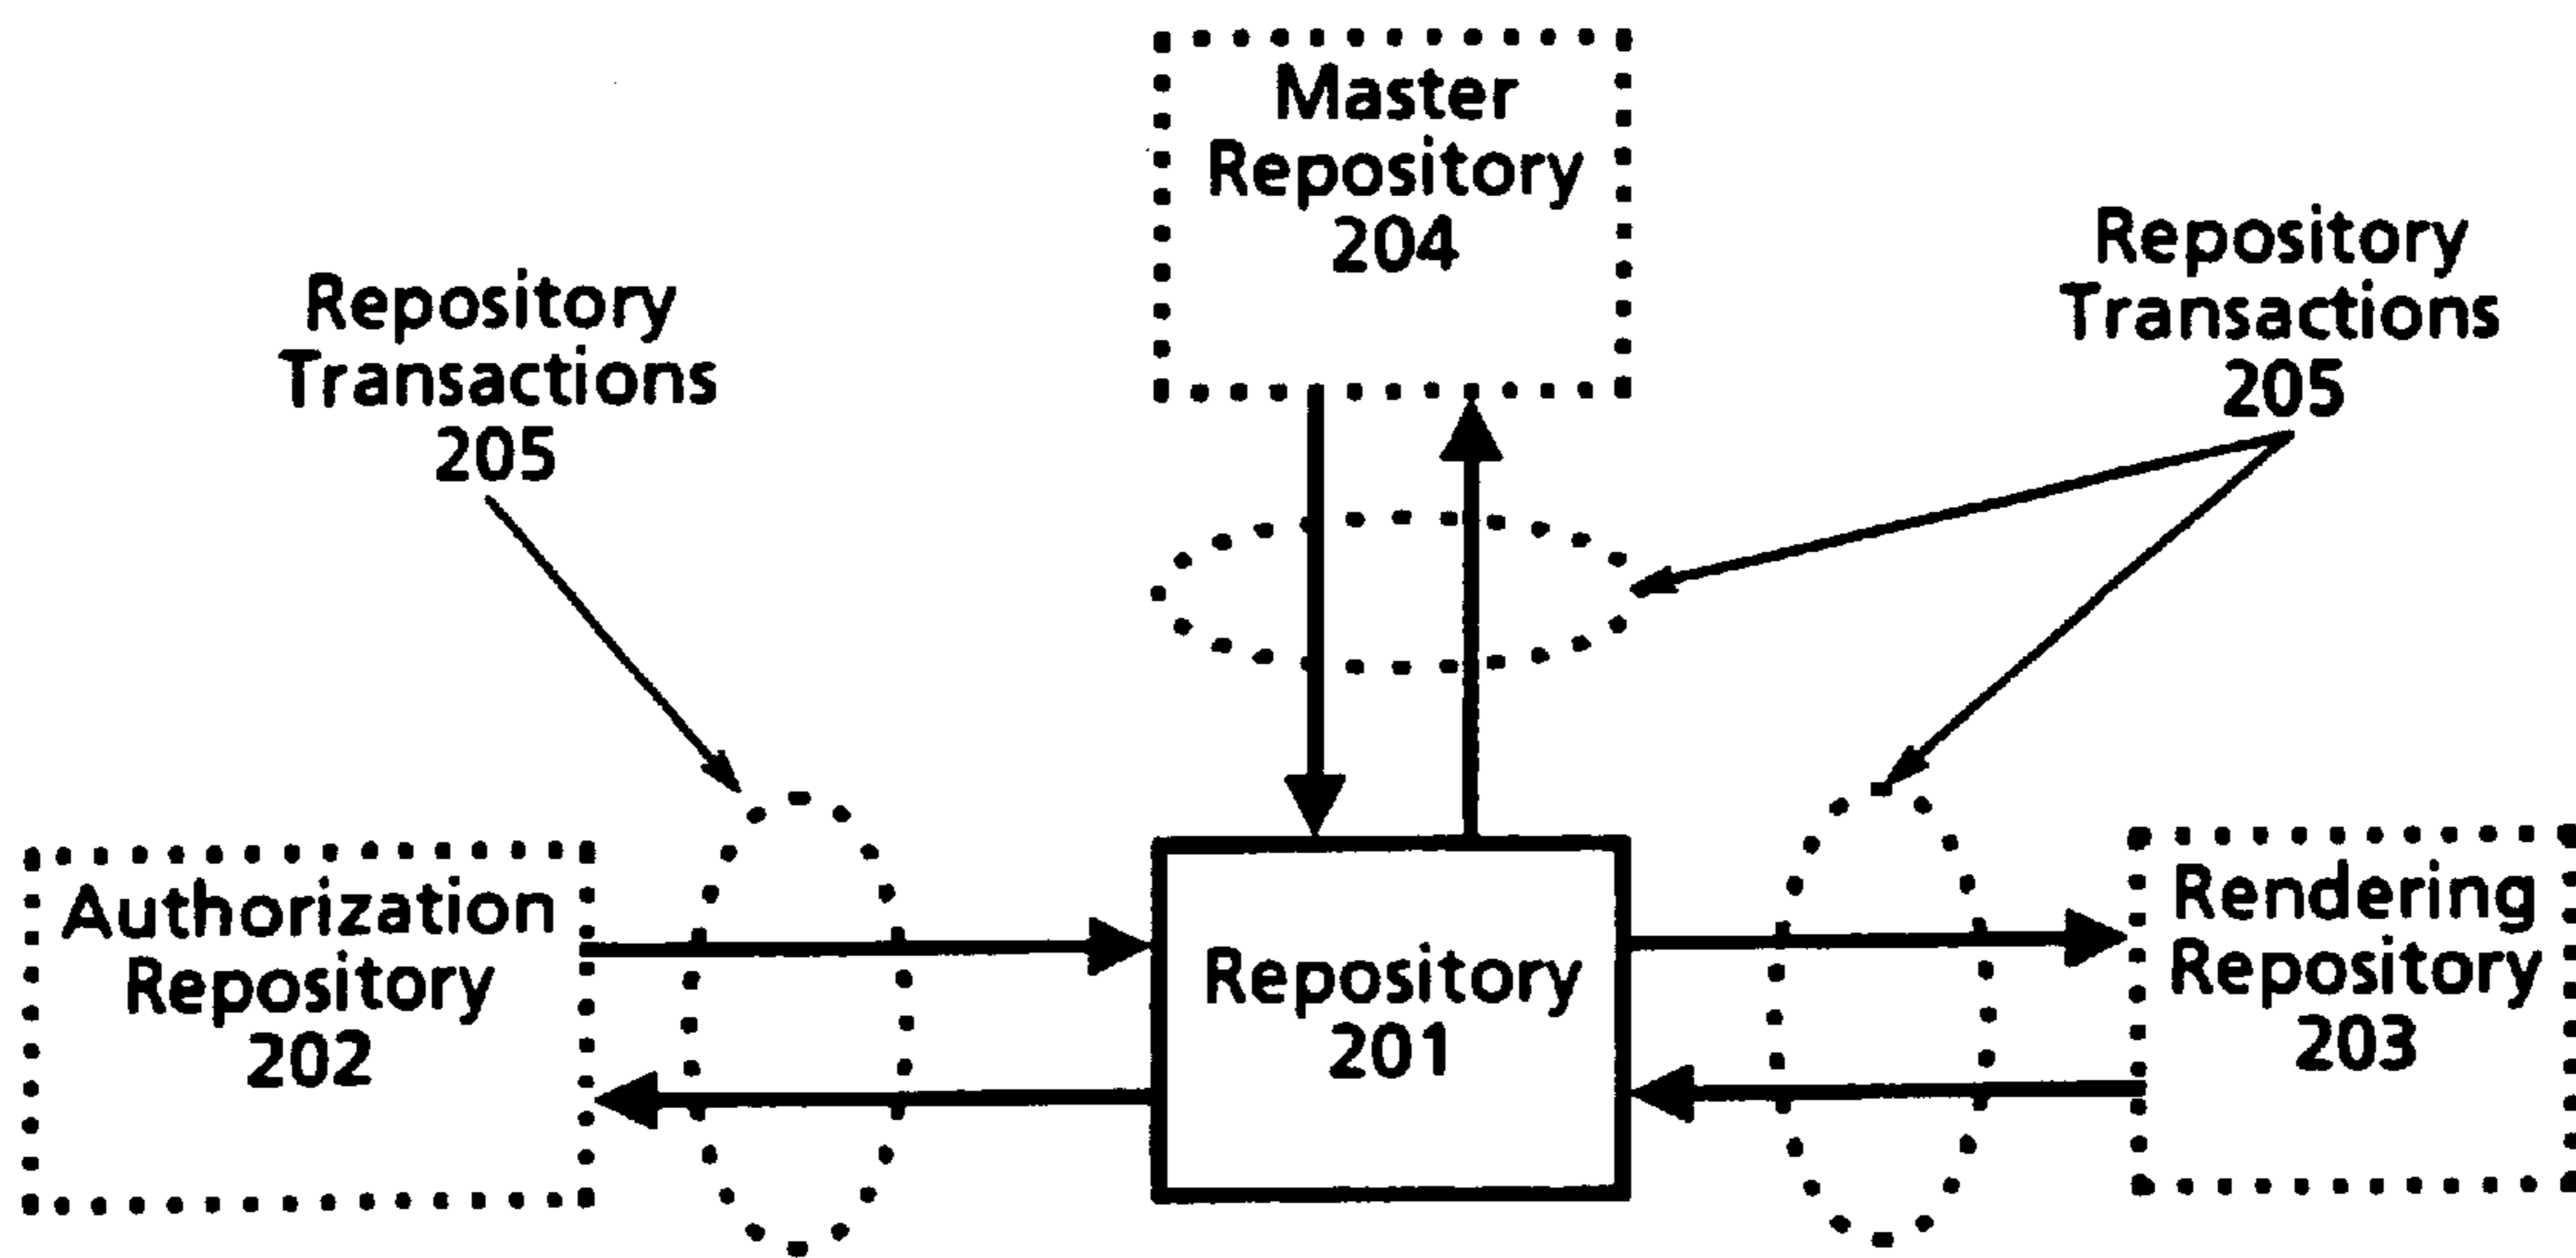 Master
Repository
204
Repository
Transactions
205
Repository
Transactions
205
Authorization
Repository
202
Repository
201
Rendering
Repository
203